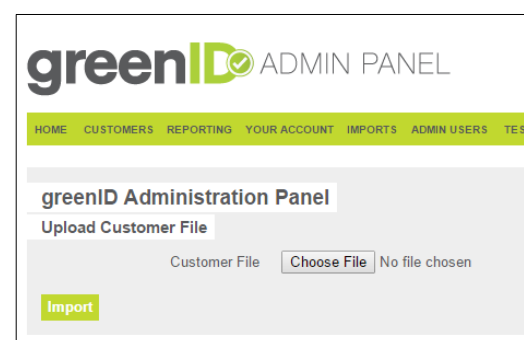 greenID ADMIN PANEL
HOME CUSTOMERS REPORTING YOUR ACCOUNT IMPORTS ADMIN USERS TES
greenID Administration Panel
Upload Customer File
Customer File Choose File No file chosen
Import